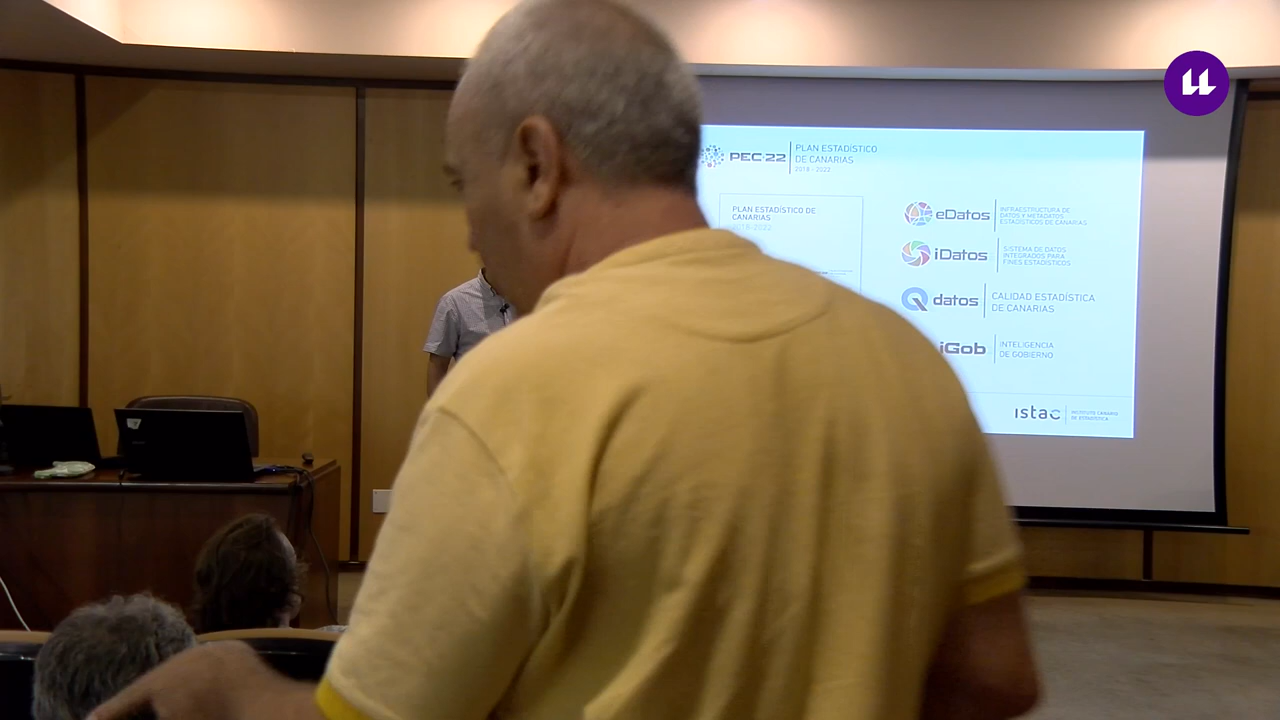 PEC-22
PLAN ESTADÍSTICO
DE CANARIAS
2018 - 2022
PLAN ESTADÍSTICO DE
CANARIAS
2018-2022
eDatos
INFRAESTRUCTURA DE
DATOS Y METADATOS
ESTADÍSTICOS DE CANARIAS
iDatos
SISTEMA DE DATOS
INTEGRADOS PARA
FINES ESTADÍSTICOS
Q datos
CALIDAD ESTADÍSTICA
DE CANARIAS
iGob
INTELIGENCIA
DE GOBIERNO
istac
INSTITUTO CANARIO
DE ESTADÍSTICA